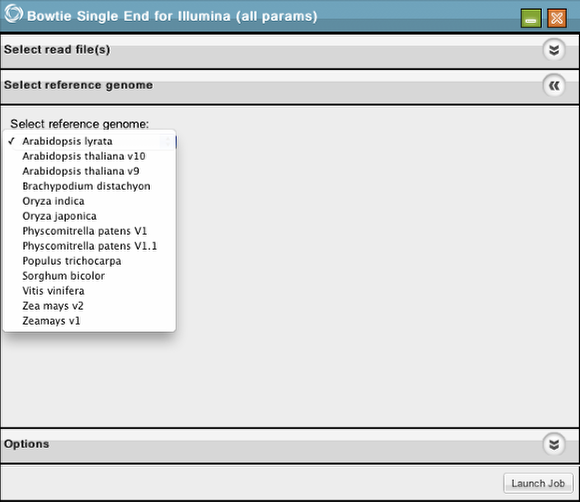 Bowtie Single End for Illumina (all params)
Select read file(s)
Select reference genome
Select reference genome:
✓ Arabidopsis lyrata
Arabidopsis thaliana v10
Arabidopsis thaliana v9
Brachypodium distachyon
Oryza indica
Oryza japonica
Physcomitrella patens V1
Physcomitrella patens V1.1
Populus trichocarpa
Sorghum bicolor
Vitis vinifera
Zea mays v2
Zeamays v1
Options
Launch Job